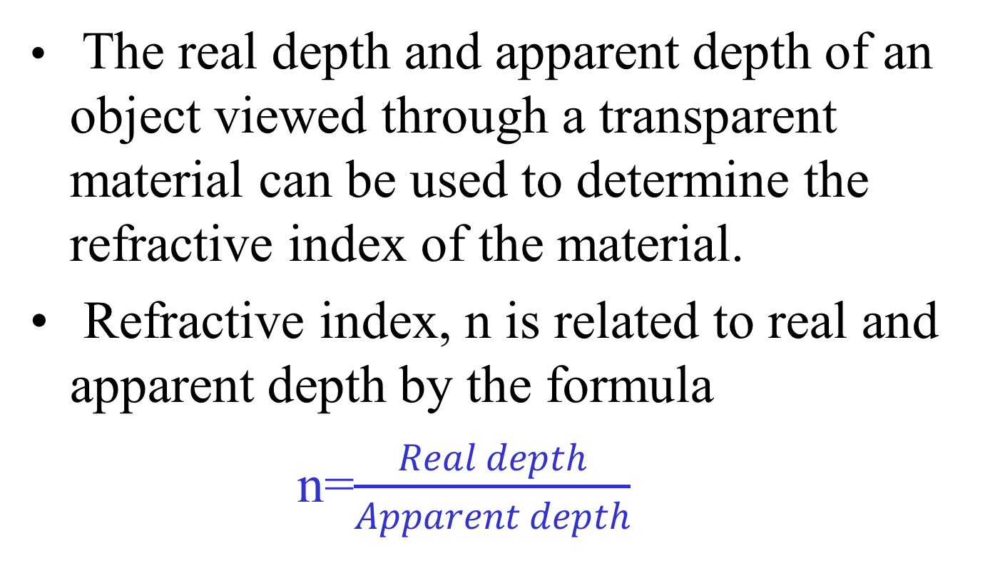 • The real depth and apparent depth of an
object viewed through a transparent
material can be used to determine the
refractive index of the material.
• Refractive index, n is related to real and
apparent depth by the formula
n=Real depth
Apparent depth